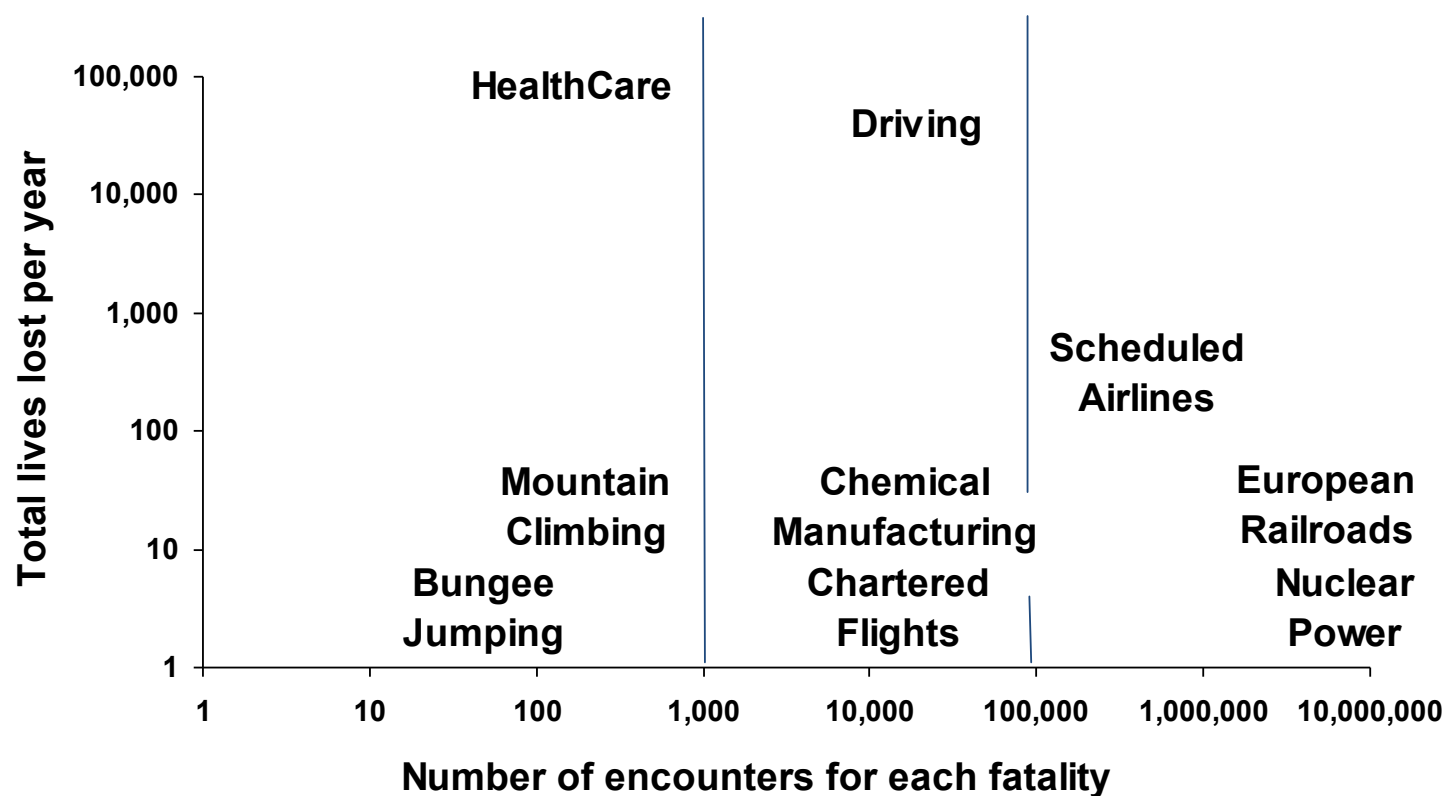 Total lives lost per year
100,000
10,000
1,000
100
10
1
HealthCare
Driving
Scheduled
Airlines
Mountain
Climbing
Chemical
Manufacturing
European
Railroads
Bungee
Jumping
Chartered
Flights
Nuclear
Power
1 10 100 1,000 10,000 100,000 1,000,000 10,000,000
Number of encounters for each fatality